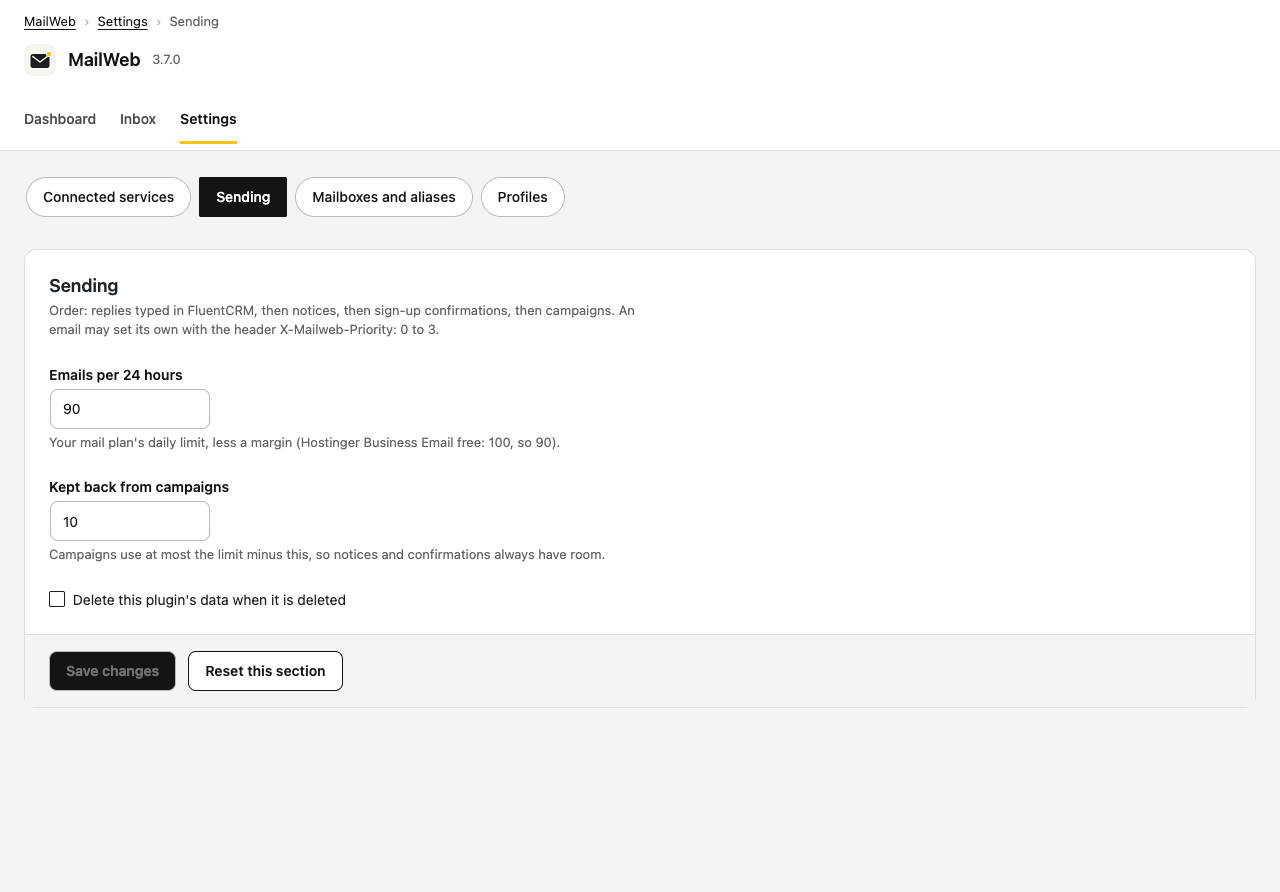 MailWeb › Settings › Sending
MailWeb 3.7.0
Dashboard Inbox Settings
Connected services Sending Mailboxes and aliases Profiles
Sending
Order: replies typed in FluentCRM, then notices, then sign-up confirmations, then campaigns. An
email may set its own with the header X-Mailweb-Priority: 0 to 3.
Emails per 24 hours
90
Your mail plan's daily limit, less a margin (Hostinger Business Email free: 100, so 90).
Kept back from campaigns
10
Campaigns use at most the limit minus this, so notices and confirmations always have room.
Delete this plugin's data when it is deleted
Save changes Reset this section